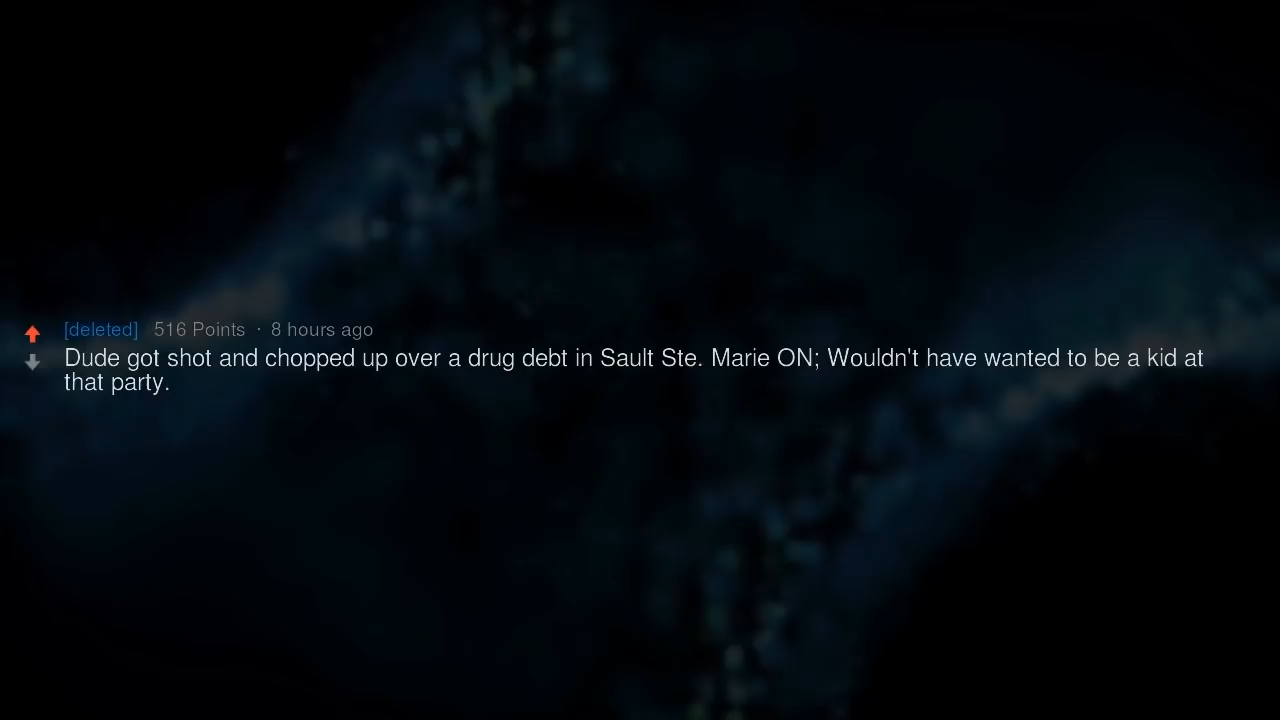 [deleted] 516 Points · 8 hours ago
Dude got shot and chopped up over a drug debt in Sault Ste. Marie ON; Wouldn't have wanted to be a kid at
that party.